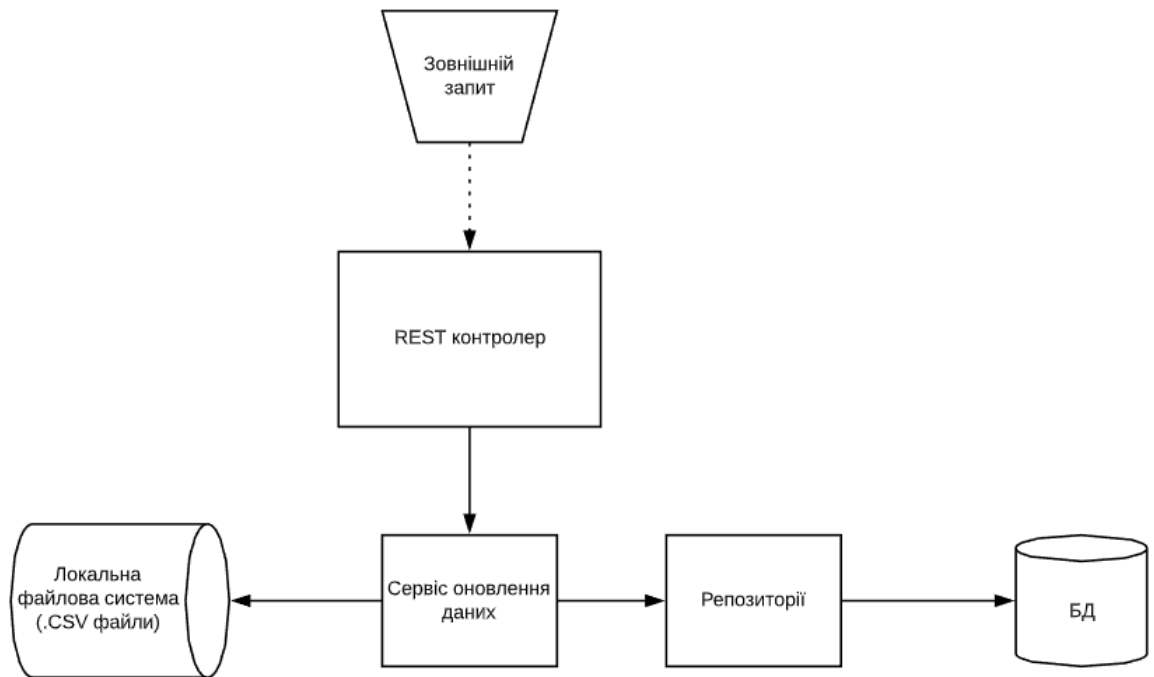 Зовнішній
запит
REST контролер
Локальна
файлова система
(.CSV файли)
Сервіс оновлення
даних
Репозиторії
БД